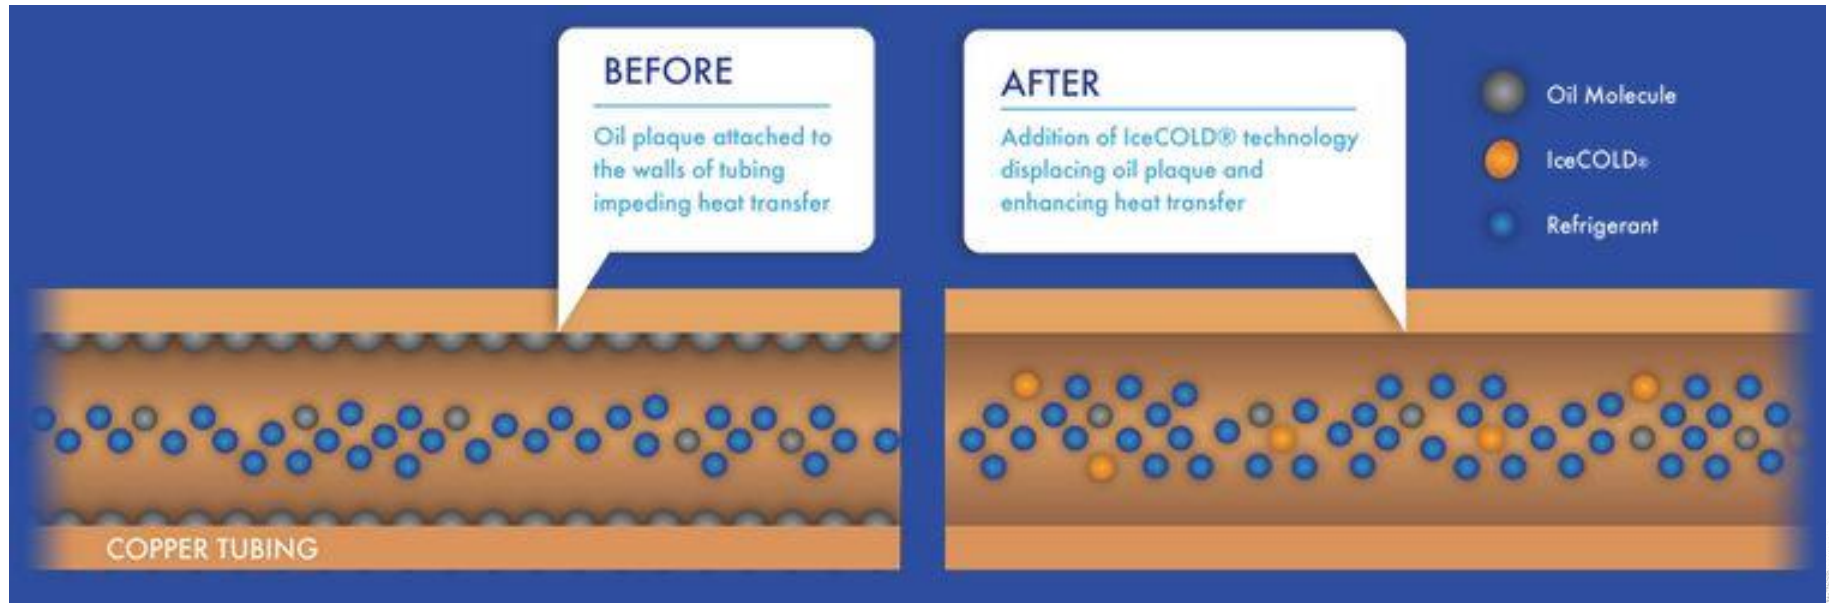 BEFORE
Oil plaque attached to
the walls of tubing
impeding heat transfer
AFTER
Addition of IceCOLD® technology
displacing oil plaque and
enhancing heat transfer
Oil Molecule
IceCOLD®
Refrigerant
COPPER TUBING